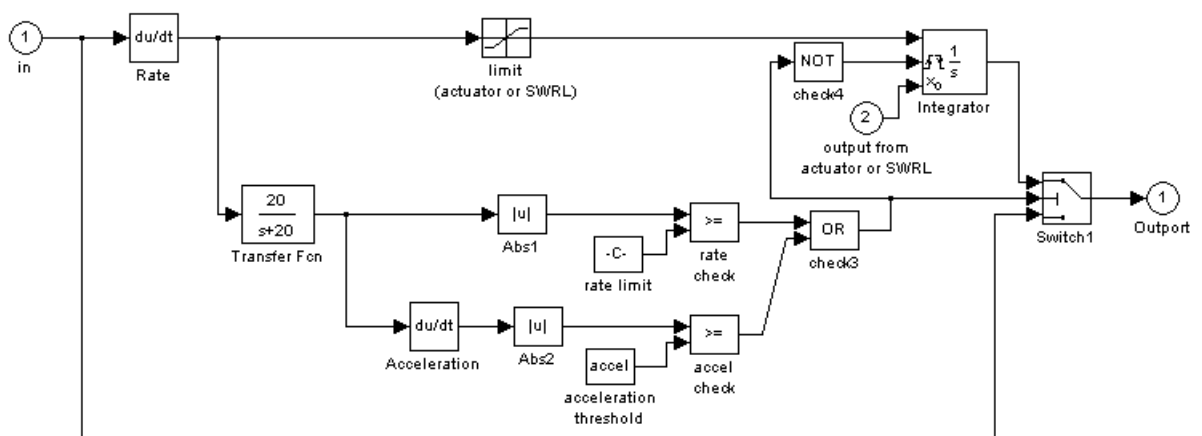 1
in
du/dt
Rate
limit
(actuator or SWRL)
NOT
check4
1
s
x0
Integrator
2
output from
actuator or SWRL
20
s+20
Transfer Fcn
|u|
Abs1
-C-
rate limit
>=
rate
check
OR
check3
Switch1
1
Outport
du/dt
Acceleration
|u|
Abs2
accel
acceleration
threshold
>=
accel
check